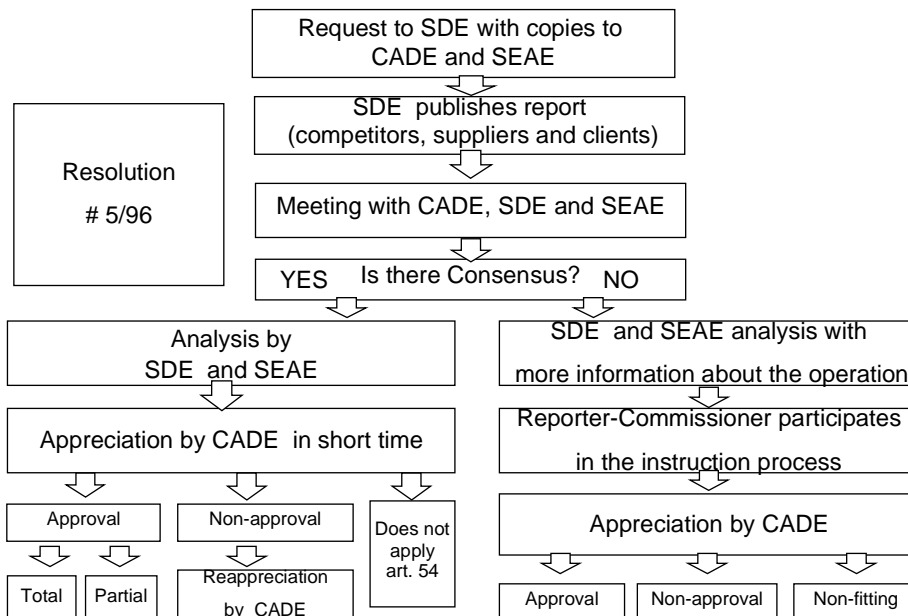 Request to SDE with copies to
CADE and SEAE
SDE publishes report
(competitors, suppliers and clients)
Resolution
# 5/96
Meeting with CADE, SDE and SEAE
YES Is there Consensus? NO
Analysis by
SDE and SEAE
SDE and SEAE analysis with
more information about the operation
Appreciation by CADE in short time
Reporter-Commissioner participates
in the instruction process
Approval
Non-approval
Does not
apply
art. 54
Appreciation by CADE
Total
Partial
Reappreciation
by CADE
Approval
Non-approval
Non-fitting